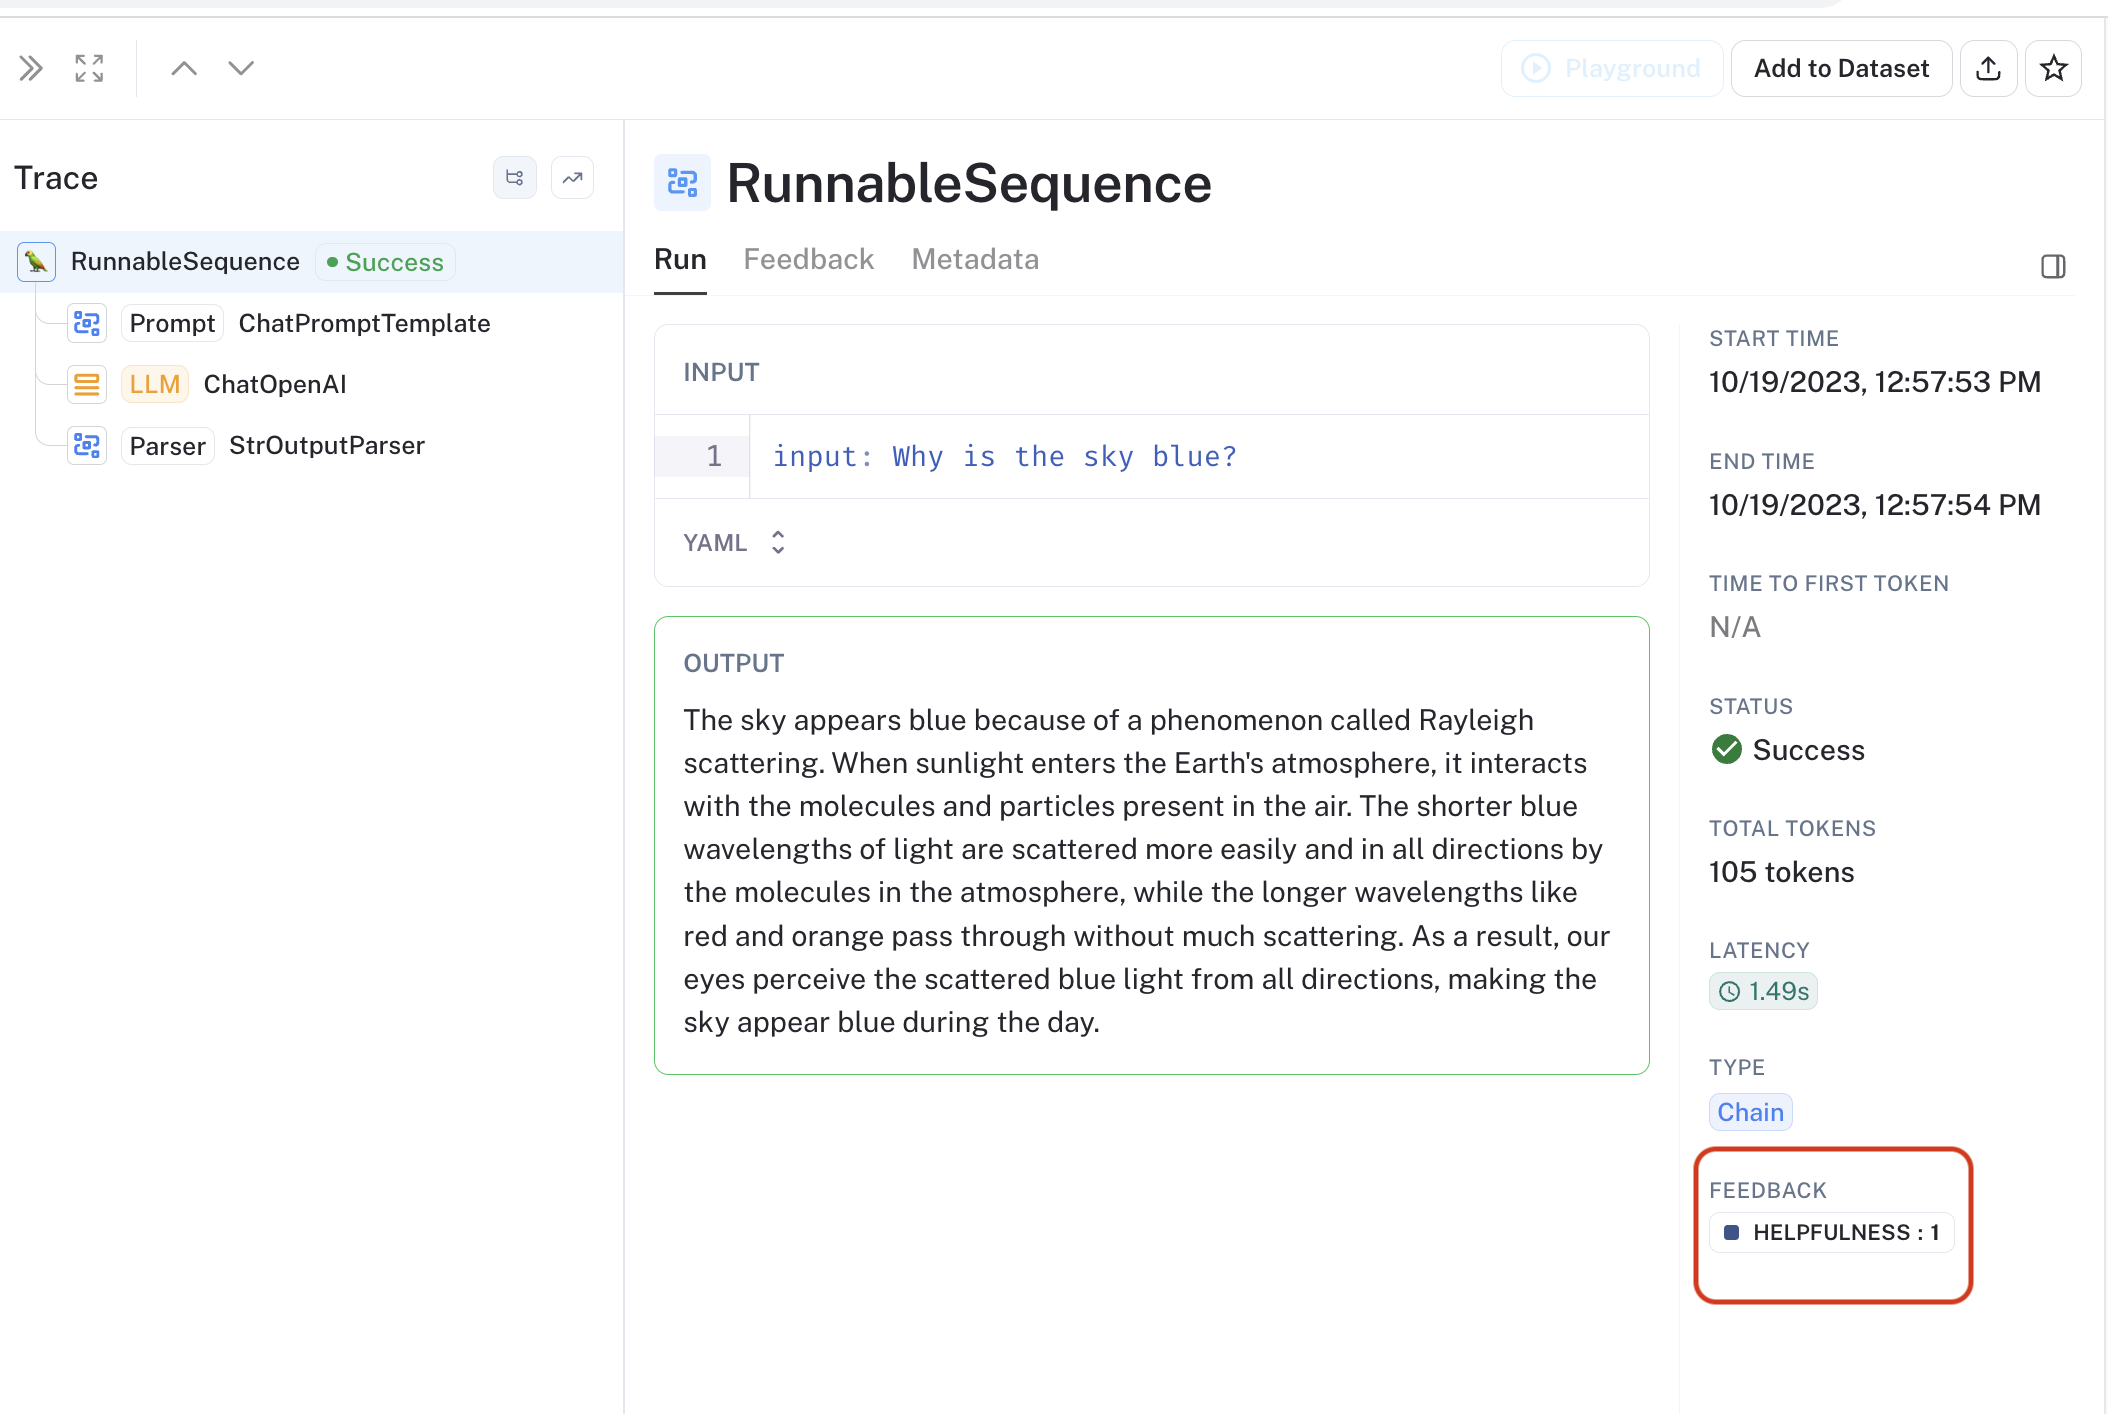 Playground
Add to Dataset
Trace
RunnableSequence
Success
Prompt
ChatPromptTemplate
LLM
ChatOpenAI
Parser
StrOutputParser
RunnableSequence
Run
Feedback
Metadata
INPUT
1
input: Why is the sky blue?
YAML
OUTPUT
The sky appears blue because of a phenomenon called Rayleigh
scattering. When sunlight enters the Earth's atmosphere, it interacts
with the molecules and particles present in the air. The shorter blue
wavelengths of light are scattered more easily and in all directions by
the molecules in the atmosphere, while the longer wavelengths like
red and orange pass through without much scattering. As a result, our
eyes perceive the scattered blue light from all directions, making the
sky appear blue during the day.
START TIME
10/19/2023, 12:57:53 PM
END TIME
10/19/2023, 12:57:54 PM
TIME TO FIRST TOKEN
N/A
STATUS
Success
TOTAL TOKENS
105 tokens
LATENCY
1.49s
TYPE
Chain
FEEDBACK
HELPFULNESS : 1